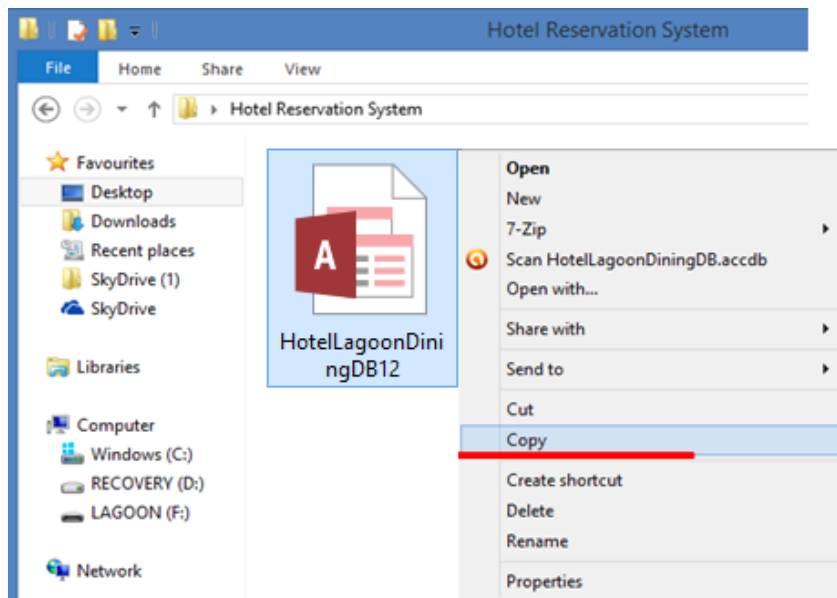 Hotel Reservation System
File Home Share View
Hotel Reservation System
Favourites
Desktop
Downloads
Recent places
SkyDrive (1)
SkyDrive
Libraries
Computer
Windows (C:)
RECOVERY (D:)
LAGOON (F:)
Network
A
HotelLagoonDini
ngDB12
Open
New
7-Zip
Scan HotelLagoonDiningDB.accdb
Open with...
Share with
Send to
Cut
Copy
Create shortcut
Delete
Rename
Properties